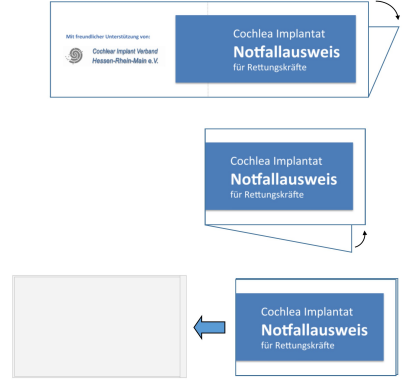 Mit freundlicher Unterstützung von:
Cochlear Implant Verband
Hessen-Rhein-Main e.V.
Cochlea Implantat
Notfallausweis
für Rettungskräfte
Cochlea Implantat
Notfallausweis
für Rettungskräfte
Cochlea Implantat
Notfallausweis
für Rettungskräfte